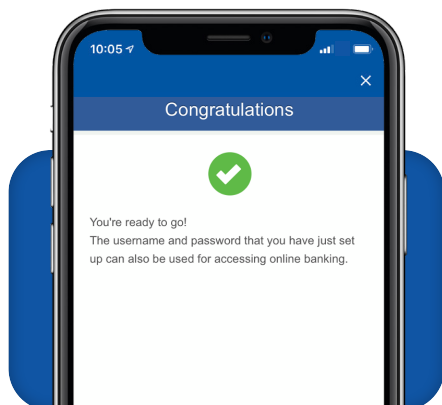 10:05
Congratulations
You're ready to go!
The username and password that you have just set
up can also be used for accessing online banking.